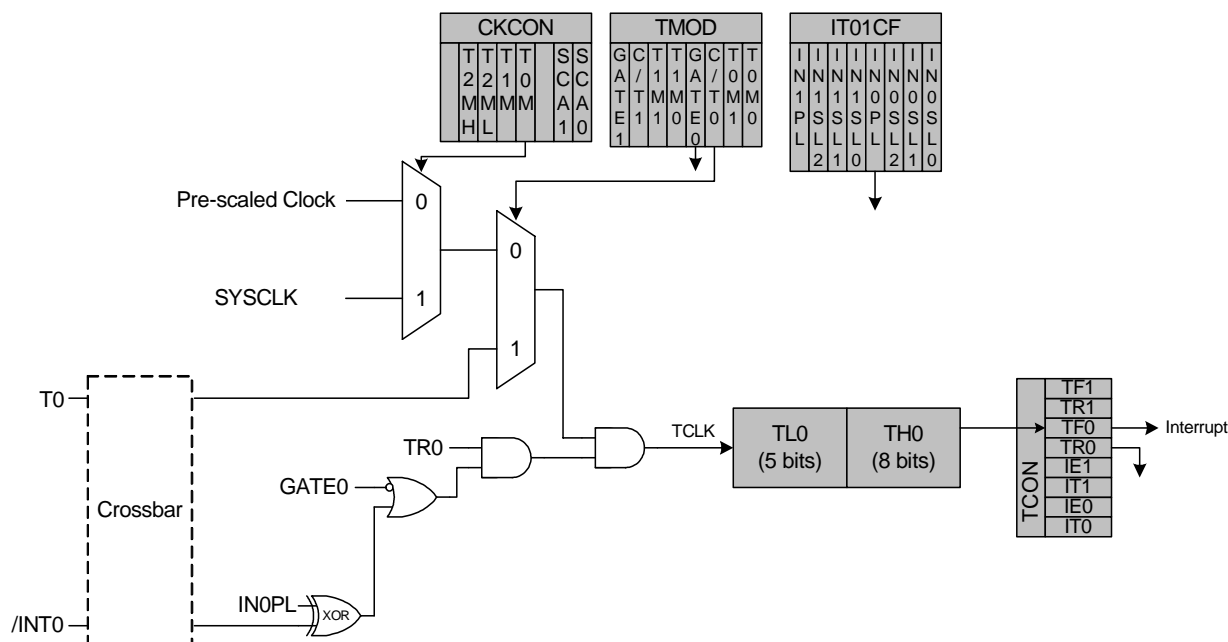 CKCON
T2MH
T2ML
T1M
T0M
SCA1
SCA0
TMOD
GATE1
C/T1
T1M1
T1M0
GATE0
C/T0
T0M1
T0M0
IT01CF
IN1PL
IN1SL2
IN1SL1
IN1SL0
IN0PL
IN0SL2
IN0SL1
IN0SL0
Pre-scaled Clock
0
SYSCLK
1
0
1
T0
Crossbar
/INT0
GATE0
TR0
IN0PL
XOR
TCLK
TL0
(5 bits)
TH0
(8 bits)
TCON
TF1
TR1
TF0
TR0
IE1
IT1
IE0
IT0
Interrupt